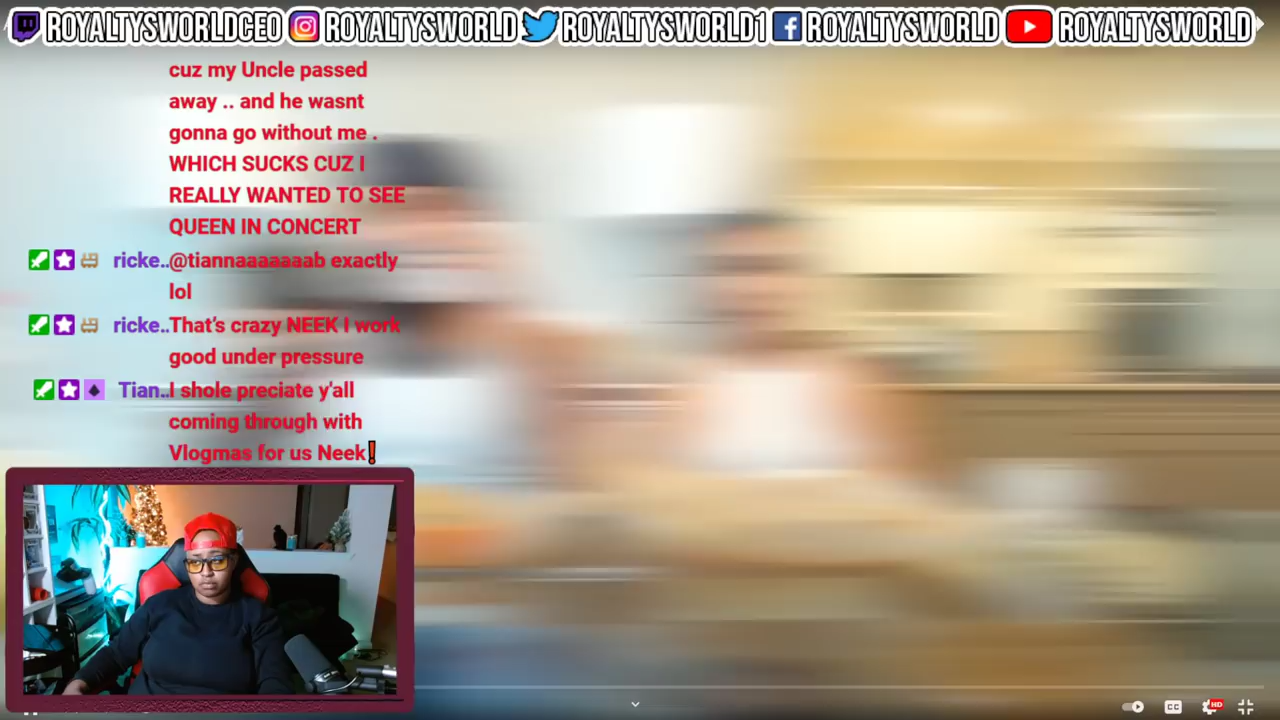 ROYALTYSWORLDCEO ROYALTYSWORLD ROYALTYSWORLD1 ROYALTYSWORLD ROYALTYSWORLD
cuz my Uncle passed
away .. and he wasnt
gonna go without me .
WHICH SUCKS CUZ I
REALLY WANTED TO SEE
QUEEN IN CONCERT
ricke.. @tiannaaaaaaab exactly
lol
ricke.. That's crazy NEEK I work
good under pressure
Tian.. I shole preciate y'all
coming through with
Vlogmas for us Neek❗
CC HD